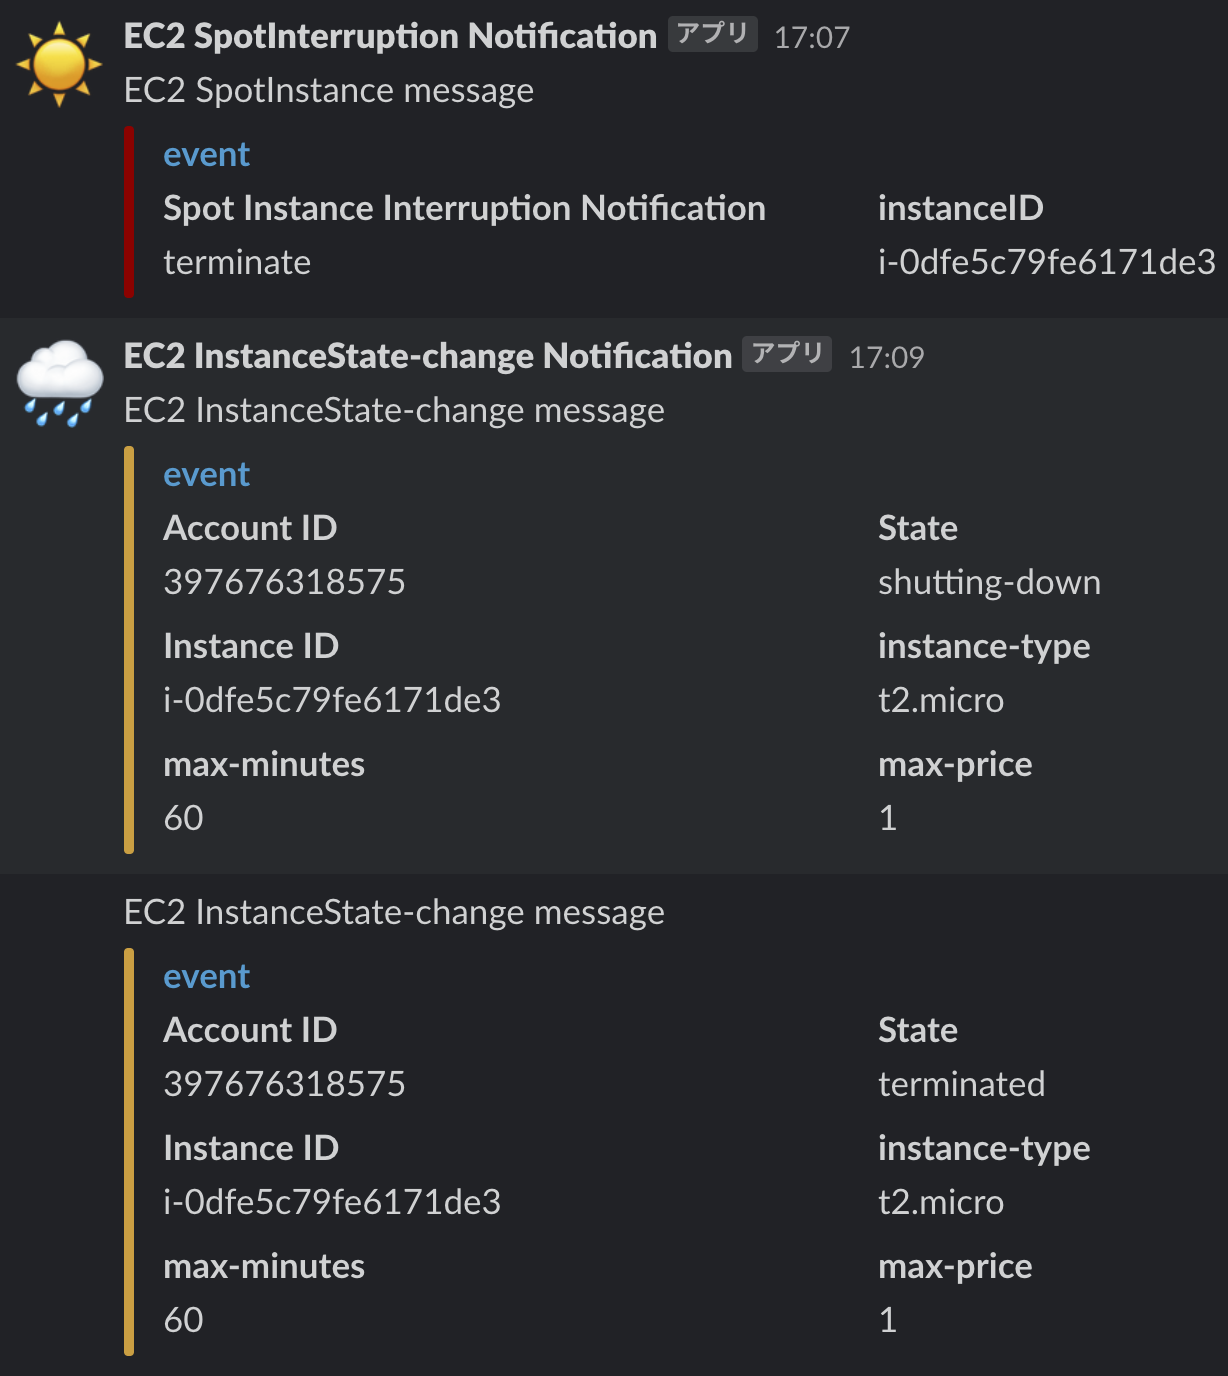 EC2 SpotInterruption Notification アプリ 17:07
EC2 SpotInstance message
event
Spot Instance Interruption Notification instanceID
terminate i-0dfe5c79fe6171de3
EC2 InstanceState-change Notification アプリ 17:09
EC2 InstanceState-change message
event
Account ID State
397676318575 shutting-down
Instance ID instance-type
i-0dfe5c79fe6171de3 t2.micro
max-minutes max-price
60 1
EC2 InstanceState-change message
event
Account ID State
397676318575 terminated
Instance ID instance-type
i-0dfe5c79fe6171de3 t2.micro
max-minutes max-price
60 1